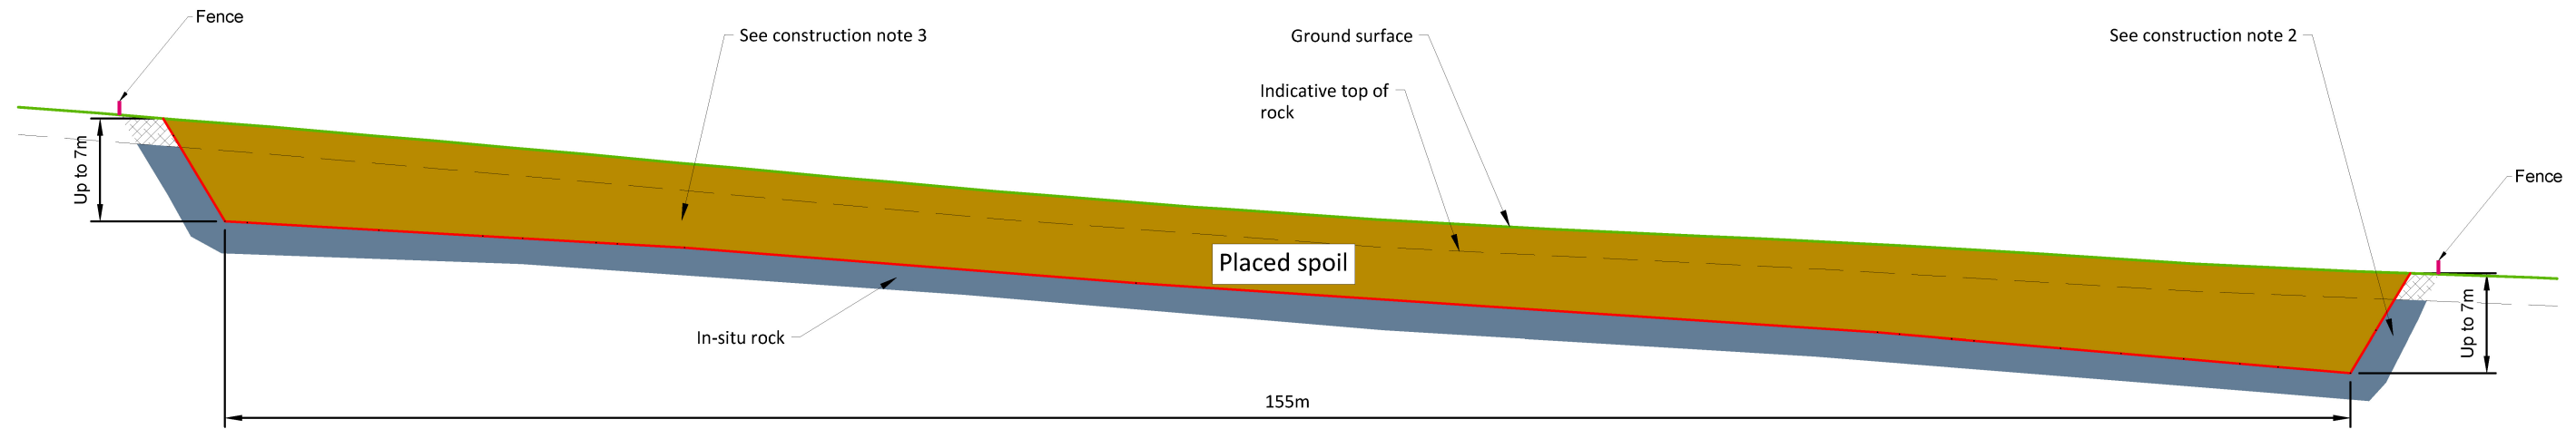 Fence
See construction note 3
Ground surface
See construction note 2
Indicative top of
rock
Up to 7m
Fence
Placed spoil
In-situ rock
Up to 7m
155m